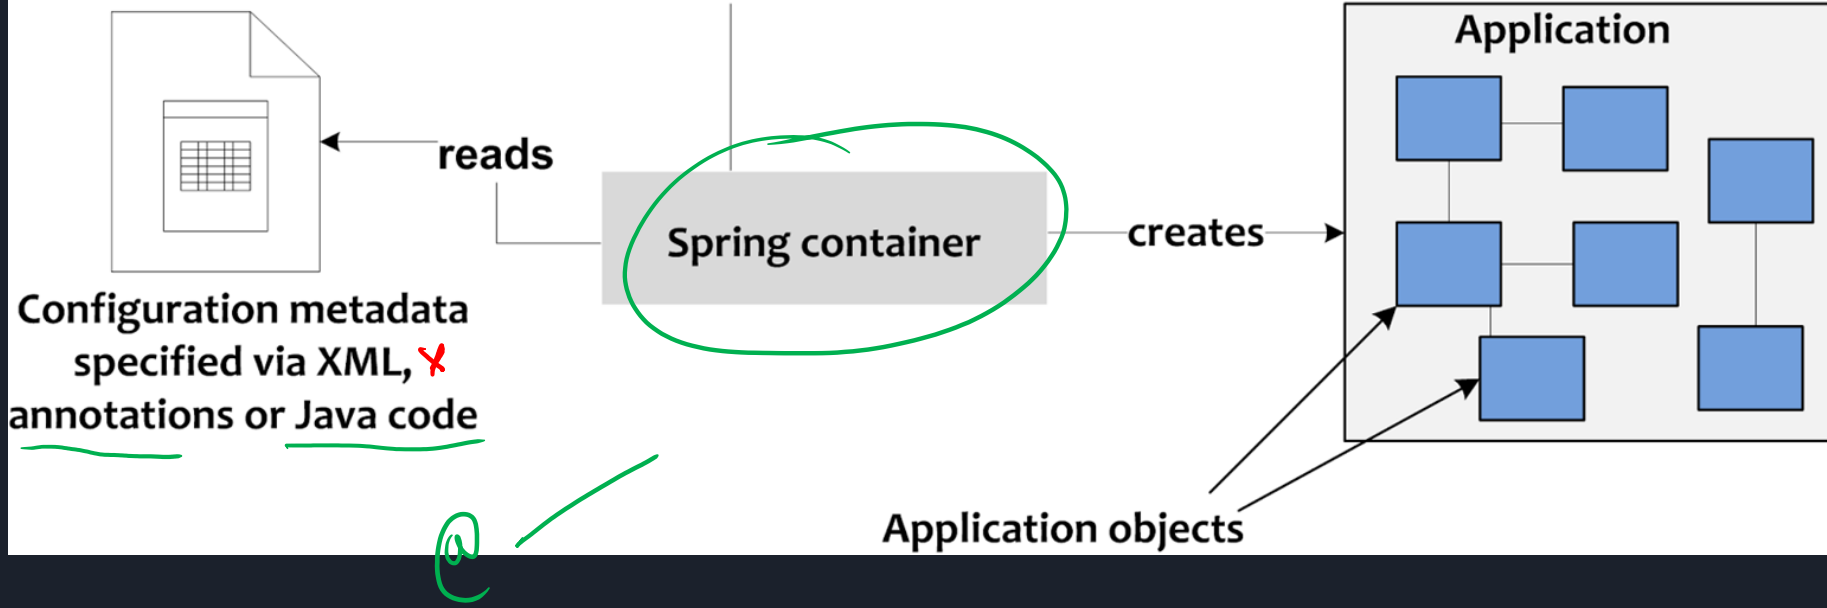 Application
reads
Spring container
creates
Configuration metadata
specified via XML, x
annotations or Java code
Application objects
@